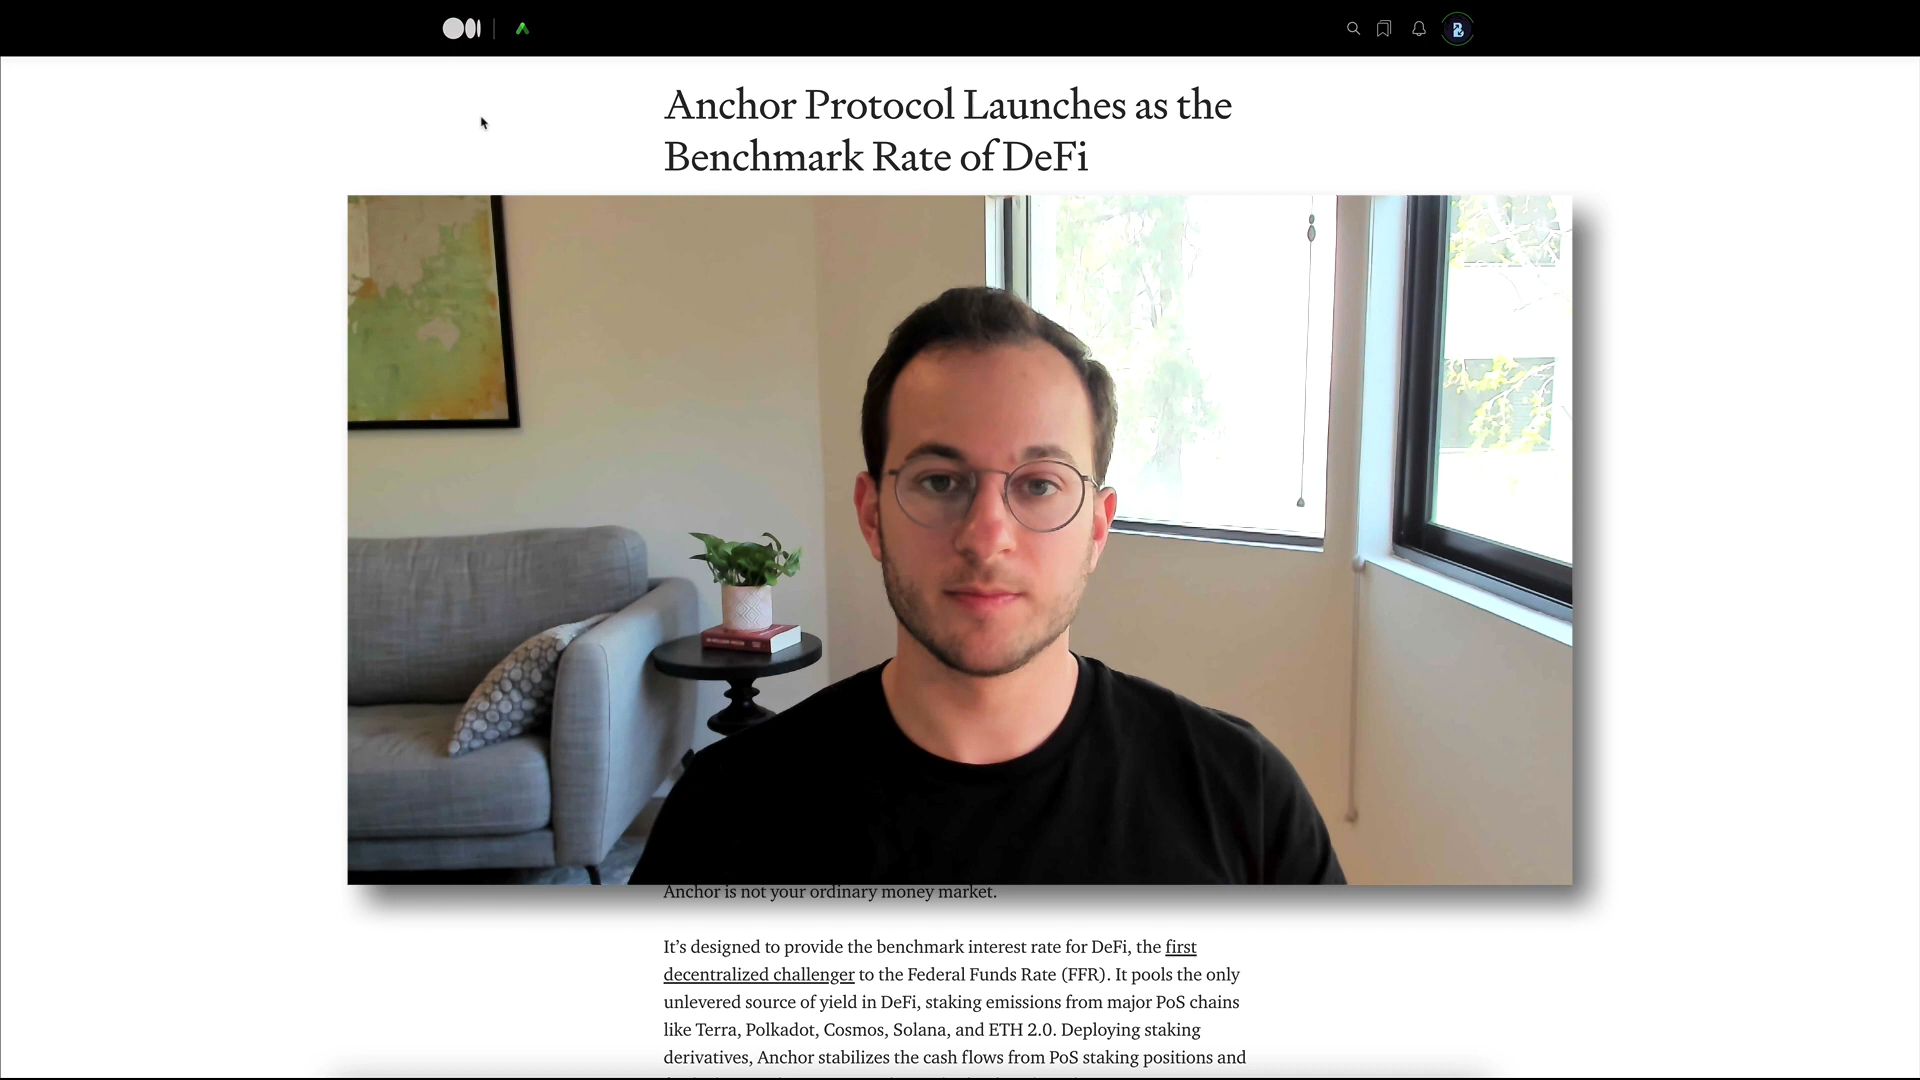 Anchor Protocol Launches as the
Benchmark Rate of DeFi
Anchor is not your ordinary money market.
It’s designed to provide the benchmark interest rate for DeFi, the first
decentralized challenger to the Federal Funds Rate (FFR). It pools the only
unlevered source of yield in DeFi, staking emissions from major PoS chains
like Terra, Polkadot, Cosmos, Solana, and ETH 2.0. Deploying staking
derivatives, Anchor stabilizes the cash flows from PoS staking positions and